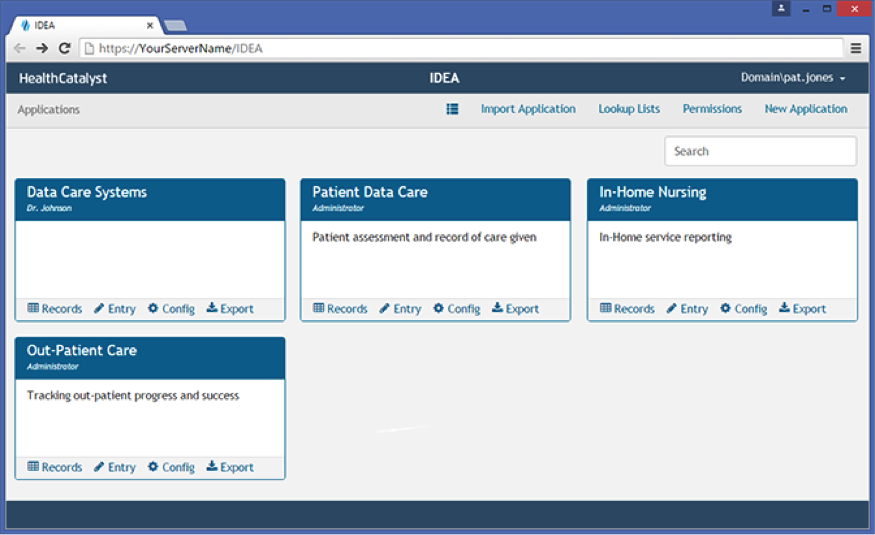 IDEA
https://YourServerName/IDEA
HealthCatalyst IDEA Domain\pat.jones
Applications Import Application Lookup Lists Permissions New Application
Search
Data Care Systems
Dr. Johnson
Records Entry Config Export
Patient Data Care
Administrator
Patient assessment and record of care given
Records Entry Config Export
In-Home Nursing
Administrator
In-Home service reporting
Records Entry Config Export
Out-Patient Care
Administrator
Tracking out-patient progress and success
Records Entry Config Export